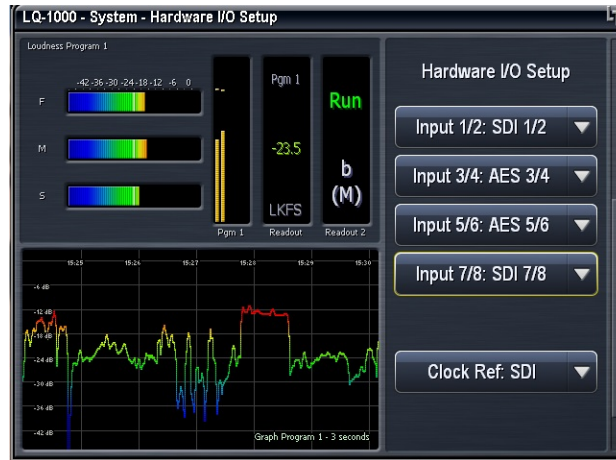 LQ-1000 - System - Hardware I/O Setup
Loudness Program 1
-42 -36 -30 -24 -18 -12 -6 0
F
M
S
Pgm 1
-23.5
LKFS
Run
b
(M)
Pgm 1
Readout
Readout 2
15:25 15:26 15:27 15:28 15:29 15:30
-6 dB
-12 dB
-18 dB
-24 dB
-30 dB
-36 dB
-42 dB
Graph Program 1 - 3 seconds
Hardware I/O Setup
Input 1/2: SDI 1/2
Input 3/4: AES 3/4
Input 5/6: AES 5/6
Input 7/8: SDI 7/8
Clock Ref: SDI